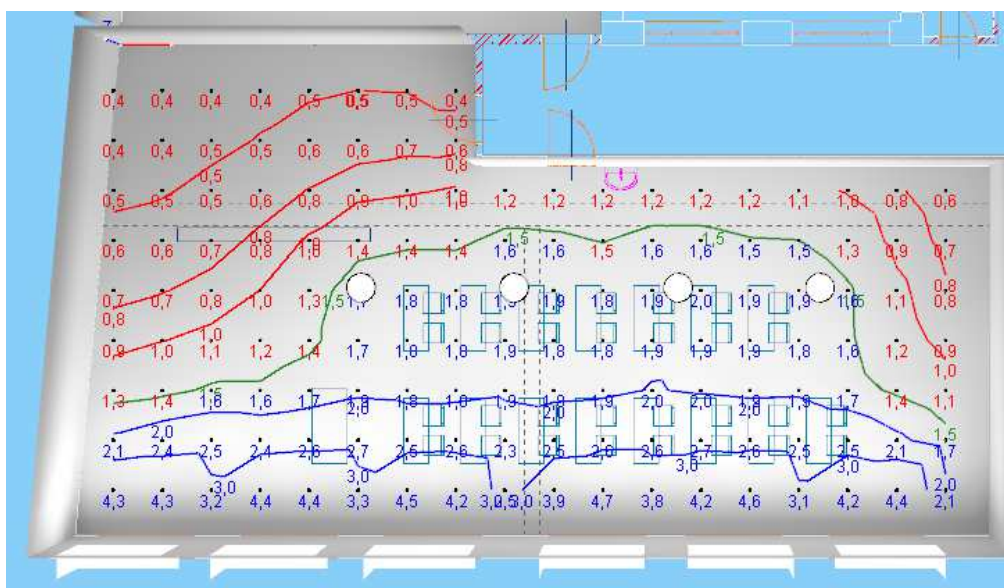 0,4 0,4 0,4 0,4 0,5 0,5 0,5 0,4
0,5
0,4 0,4 0,5 0,5 0,6 0,6 0,7 0,6
0,5 0,8
0,5 0,5 0,5 0,6 0,8 0,9 1,0 1,0 1,2 1,2 1,2 1,2 1,2 1,2 1,1 1,0 0,8 0,6
0,8 1,0 1,5 1,5
0,6 0,6 0,7 1,4 1,4 1,4 1,6 1,6 1,5 1,6 1,6 1,5 1,5 1,3 0,9 0,7
0,8
0,7 0,7 0,8 1,0 1,3 1,5 1,8 1,8 1,9 1,8 1,9 2,0 1,9 1,9 1,1 0,8
0,8 1,0 1,0
0,9 1,0 1,1 1,2 1,4 1,7 1,8 1,8 1,9 1,8 1,8 1,9 1,9 1,9 1,8 1,6 1,2 0,9
1,5 1,0
1,3 1,4 1,6 1,6 1,7 1,8 1,8 1,9 1,9 1,9 1,9 2,0 2,0 1,9 1,9 1,7 1,4 1,1
2,0 2,0 2,0 2,0 1,5
2,1 2,4 2,5 2,4 2,6 2,7 2,5 2,6 2,3 2,5 2,6 2,5 2,6 2,6 2,5 2,5 2,1 1,7
3,0 3,0 3,0 3,0 2,0
4,3 4,3 3,2 4,4 4,4 3,3 4,5 4,2 3,0 3,9 4,7 3,8 4,2 4,6 3,1 4,2 4,4 2,1